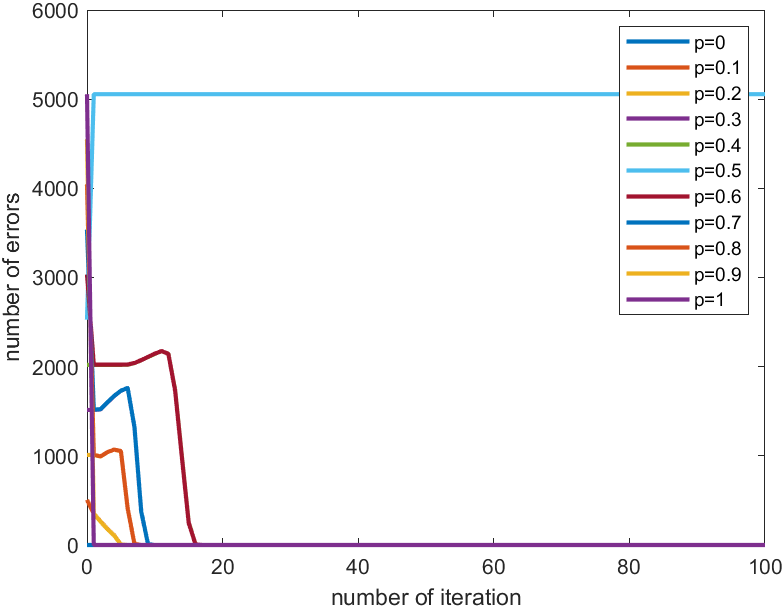 6000
5000
4000
3000
2000
1000
0
number of errors
p=0
p=0.1
p=0.2
p=0.3
p=0.4
p=0.5
p=0.6
p=0.7
p=0.8
p=0.9
p=1
0
20
40
60
80
100
number of iteration